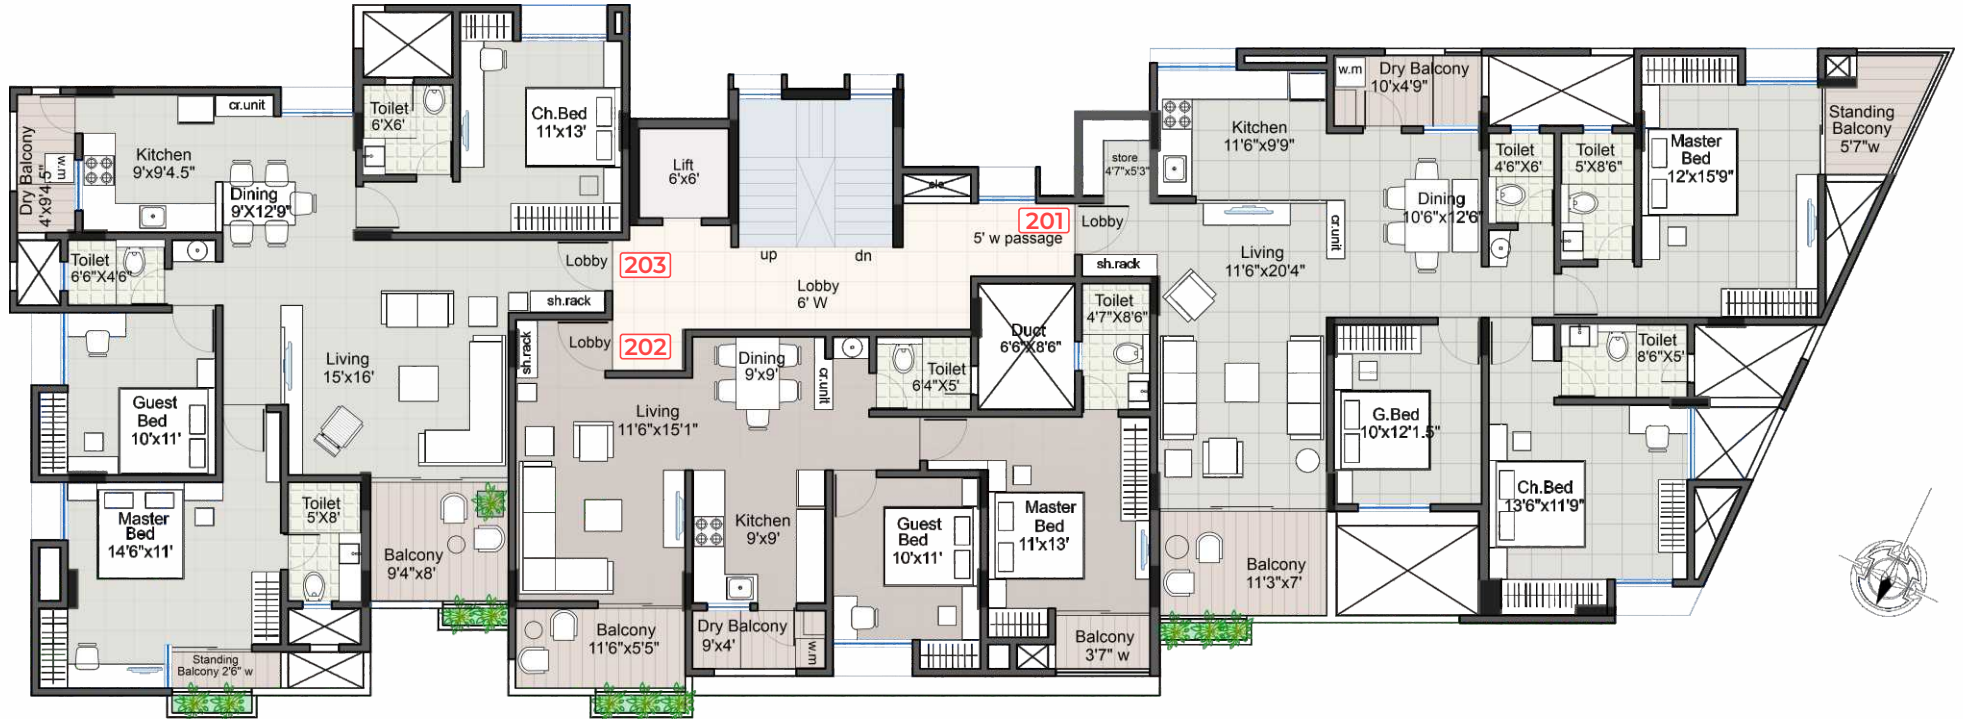 cr.unit
Toilet
6'X6'
Ch.Bed
11'x13'
Dry Balcony
4'x9'4.5"
w.m
Kitchen
9'x9'4.5"
Dining
9'X12'9"
Toilet
6'6"X4'6"
Lobby
203
sh.rack
Guest
Bed
10'x11'
Living
15'x16'
Master
Bed
14'6"x11'
Toilet
5'X8'
Balcony
9'4"x8'
Standing
Balcony 2'6" w
Lift
6'x6'
up
dn
Lobby
6' W
5' w passage
201
Lobby
202
sh.rack
Living
11'6"x15'1"
Dining
9'x9'
cr.unit
Toilet
6'4"X5'
Duct
6'6"X8'6"
Toilet
4'7"X8'6"
Kitchen
9'x9'
Guest
Bed
10'x11'
Master
Bed
11'x13'
Balcony
11'6"x5'5"
Dry Balcony
9'x4'
w.m
Balcony
3'7" w
store
4'7"x5'3"
Lobby
sh.rack
Kitchen
11'6"x9'9"
w.m
Dry Balcony
10'x4'9"
Dining
10'6"x12'6"
cr.unit
Living
11'6"x20'4"
Toilet
4'6"X6'
Toilet
5'X8'6"
Master
Bed
12'x15'9"
Standing
Balcony
5'7"w
Toilet
8'6"X5'
G.Bed
10'x12'1.5"
Ch.Bed
13'6"x11'9"
Balcony
11'3"x7'